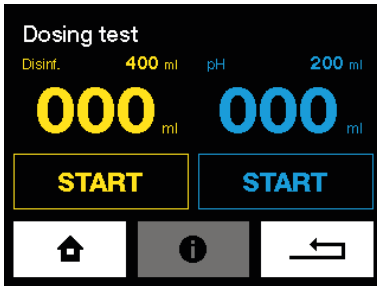 Dosing test
Disinf. 400 ml pH 200 ml
000 ml 000 ml
START START
i